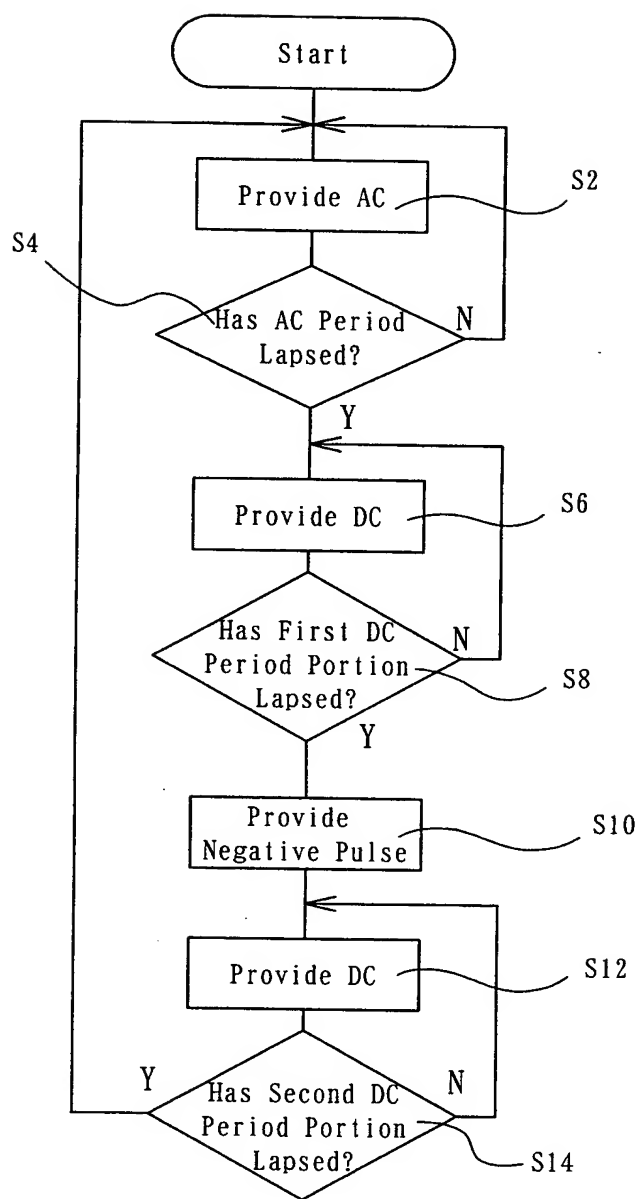 Start
Provide AC
S2
S4
Has AC Period
Lapsed?
N
Y
Provide DC
S6
Has First DC
Period Portion
Lapsed?
N
S8
Y
Provide
Negative Pulse
S10
Provide DC
S12
Y
Has Second DC
Period Portion
Lapsed?
N
S14